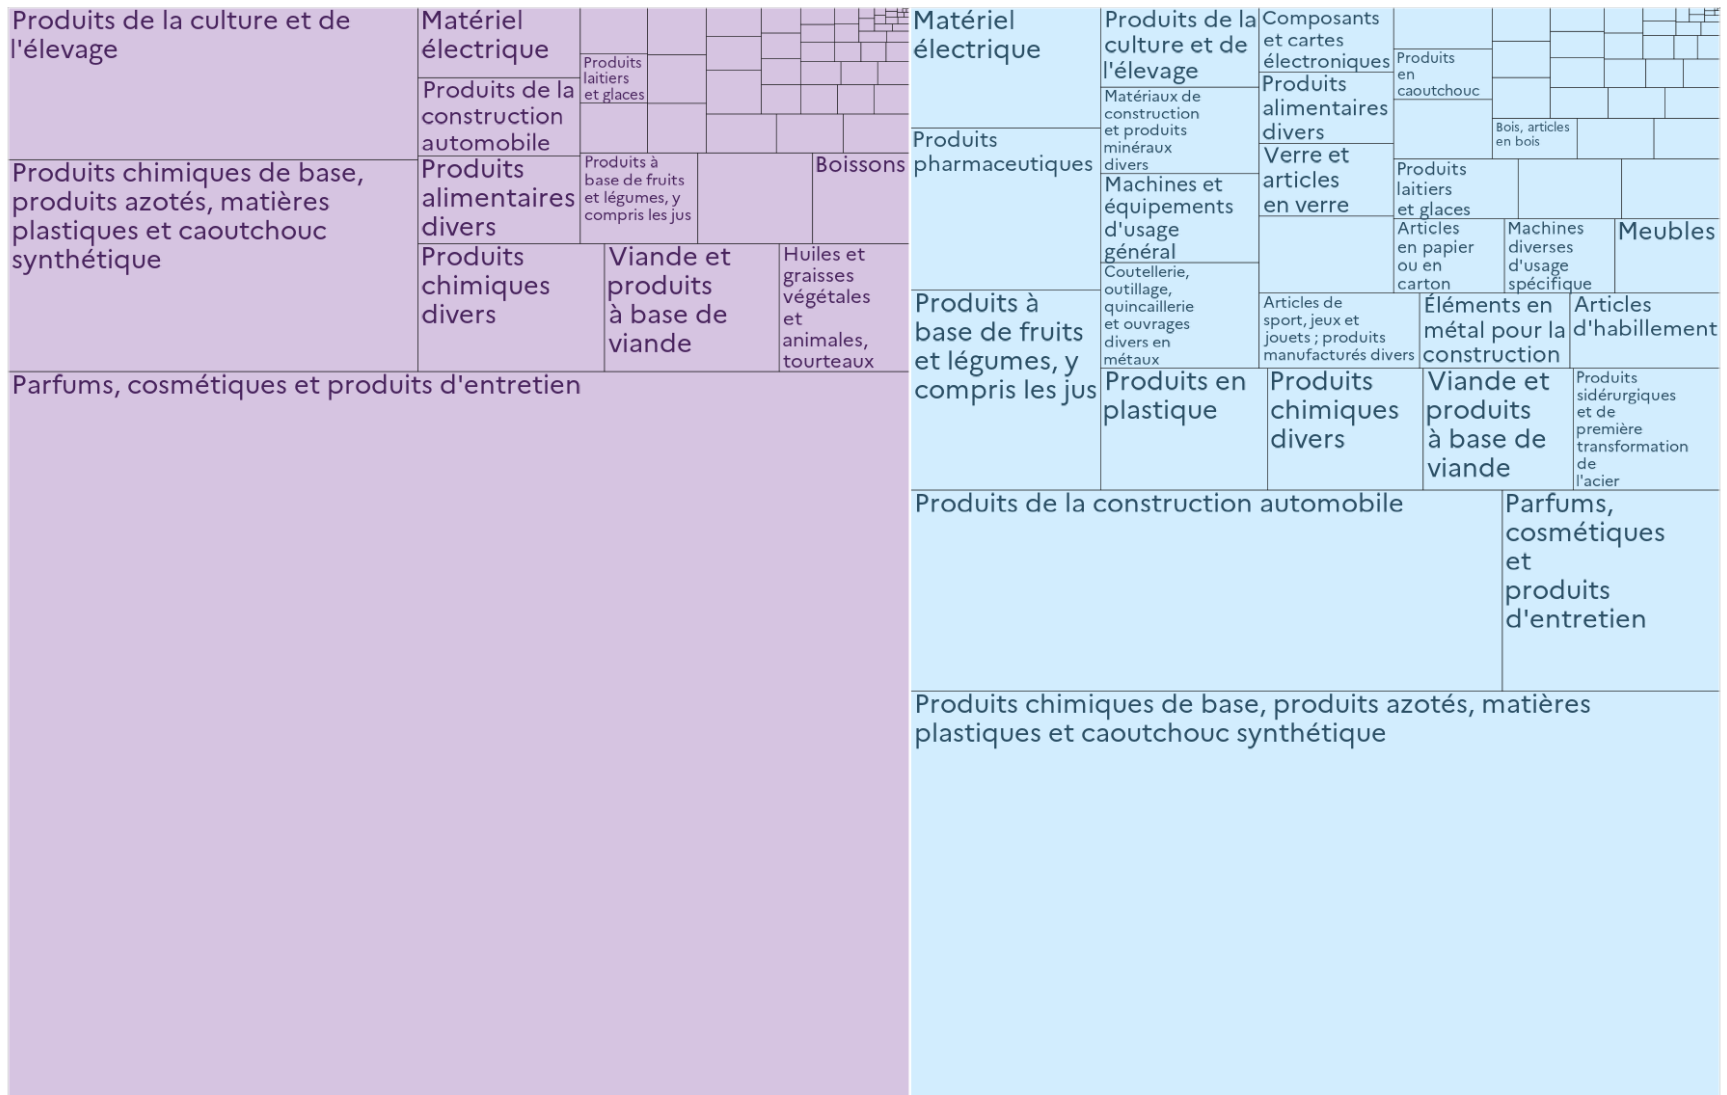 Produits de la culture et de
l'élevage
Produits chimiques de base,
produits azotés, matières
plastiques et caoutchouc
synthétique
Matériel
électrique
Produits de la
construction
automobile
Produits
alimentaires
divers
Produits
chimiques
divers
Produits
laitiers
et glaces
Produits à
base de fruits
et légumes, y
compris les jus
Boissons
Viande et
produits
à base de
viande
Huiles et
graisses
végétales
et
animales,
tourteaux
Parfums, cosmétiques et produits d'entretien
Matériel
électrique
Produits
pharmaceutiques
Produits à
base de fruits
et légumes, y
compris les jus
Produits de la
culture et de
l'élevage
Matériaux de
construction
et produits
minéraux
divers
Machines et
équipements
d'usage
général
Coutellerie,
outillage,
quincaillerie
et ouvrages
divers en
métaux
Composants
et cartes
électroniques
Produits
alimentaires
divers
Verre et
articles
en verre
Produits
en
caoutchouc
Bois, articles
en bois
Produits
laitiers
et glaces
Articles
en papier
ou en
carton
Machines
diverses
d'usage
spécifique
Meubles
Articles de
sport, jeux et
jouets ; produits
manufacturés divers
Éléments en
métal pour la
construction
Articles
d'habillement
Produits en
plastique
Produits
chimiques
divers
Viande et
produits
à base de
viande
Produits
sidérurgiques
et de
première
transformation
de
l'acier
Produits de la construction automobile
Parfums,
cosmétiques
et
produits
d'entretien
Produits chimiques de base, produits azotés, matières
plastiques et caoutchouc synthétique